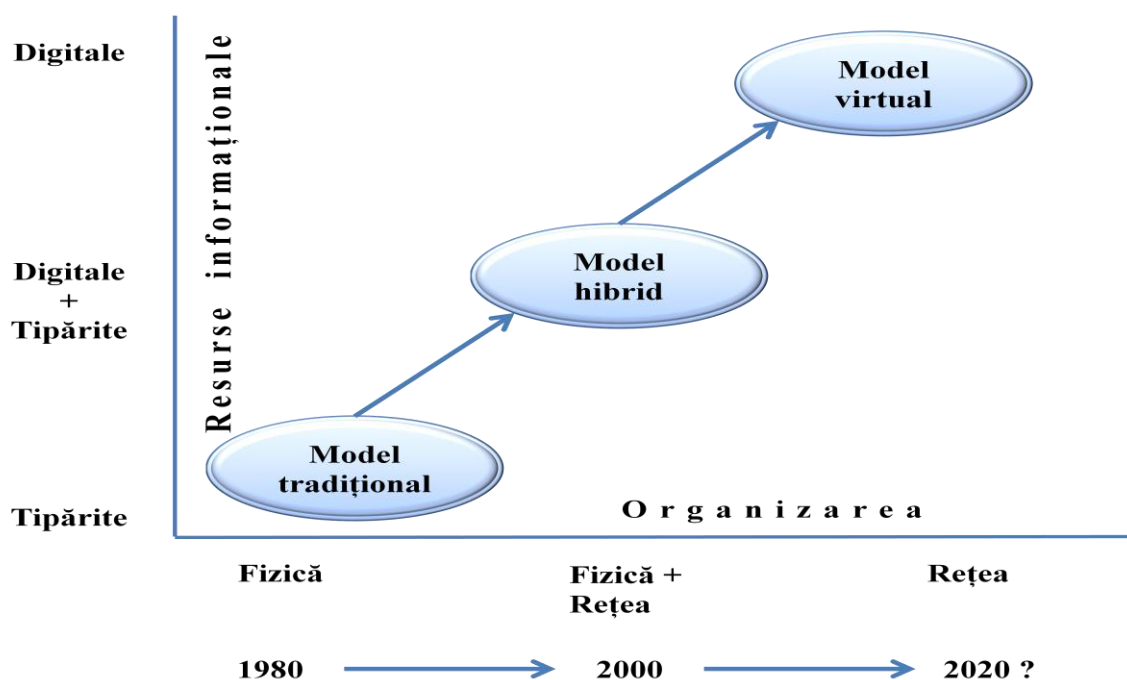 Digitale
Digitale
+
Tipărite
Tipărite
Resurse informaționale
Model
virtual
Model
hibrid
Model
tradițional
Organizarea
Fizică
Fizică +
Rețea
Rețea
1980
2000
2020 ?